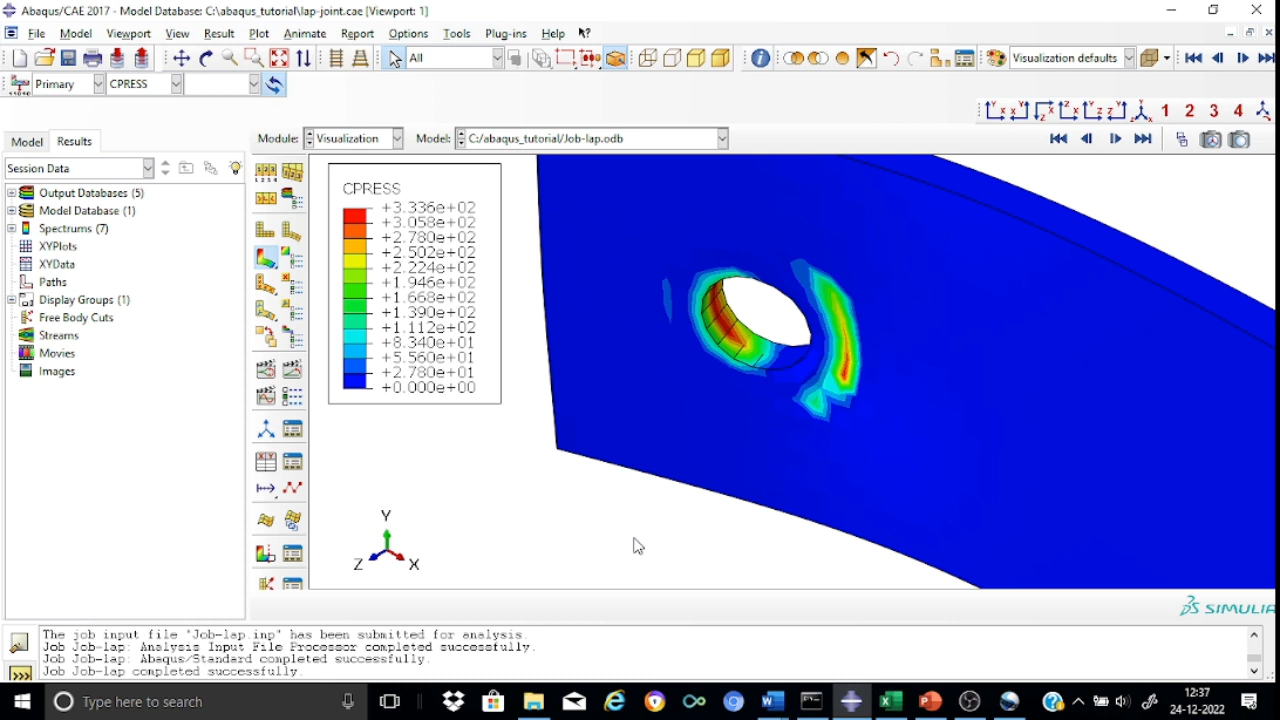 Abaqus/CAE 2017 - Model Database: C:\abaqus_tutorial\lap-joint.cae [Viewport: 1]
File Model Viewport View Result Plot Animate Report Options Tools Plug-ins Help
All
Visualization defaults
Primary CPRESS
1 2 3 4
Model Results
Module: Visualization Model: C:/abaqus_tutorial/Job-lap.odb
Session Data
Output Databases (5)
Model Database (1)
Spectrums (7)
XYPlots
XYData
Paths
Display Groups (1)
Free Body Cuts
Streams
Movies
Images
CPRESS
+3.336e+02
+3.058e+02
+2.780e+02
+2.502e+02
+2.224e+02
+1.946e+02
+1.668e+02
+1.390e+02
+1.112e+02
+8.340e+01
+5.560e+01
+2.780e+01
+0.000e+00
Y
Z
X
SIMULIA
The job input file "Job-lap.inp" has been submitted for analysis.
Job Job-lap: Analysis Input File Processor completed successfully.
Job Job-lap: Abaqus/Standard completed successfully.
Job Job-lap completed successfully.
>>>
Type here to search
12:37
24-12-2022